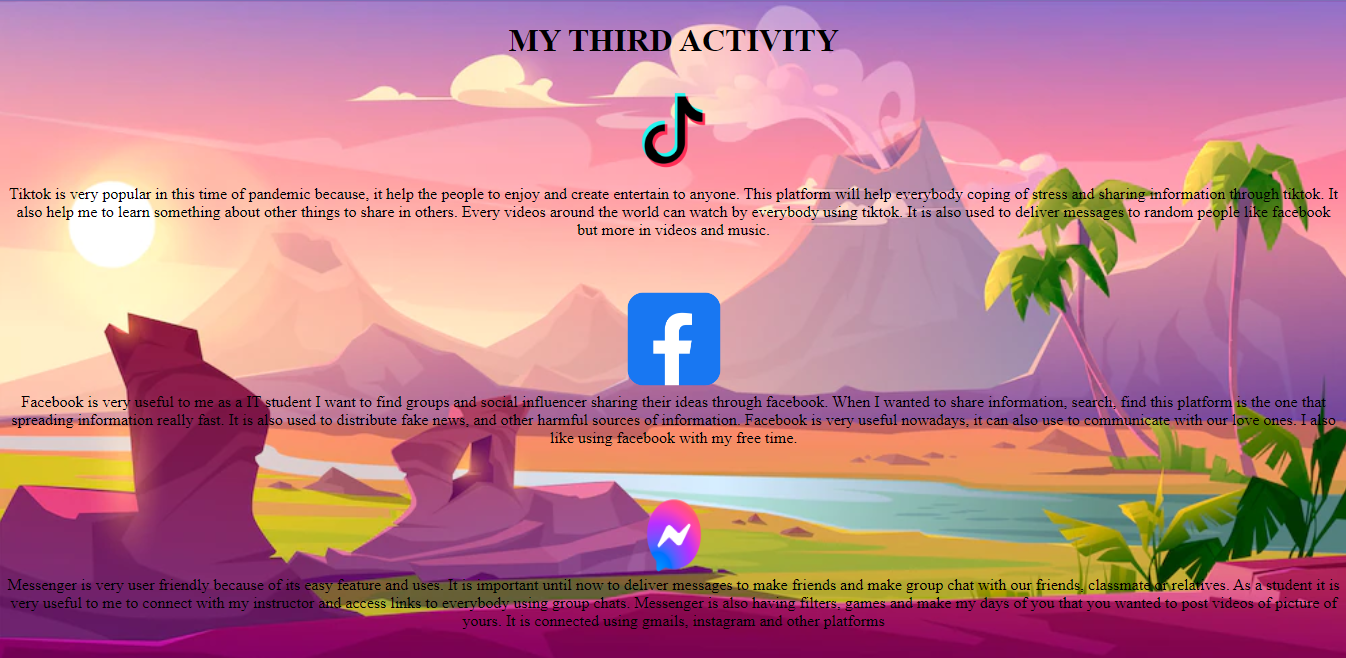 MY THIRD ACTIVITY
Tiktok is very popular in this time of pandemic because, it help the people to enjoy and create entertain to anyone. This platform will help everybody coping of stress and sharing information through tiktok. It
also help me to learn something about other things to share in others. Every videos around the world can watch by everybody using tiktok. It is also used to deliver messages to random people like facebook
but more in videos and music.
Facebook is very useful to me as a IT student I want to find groups and social influencer sharing their ideas through facebook. When I wanted to share information, search, find this platform is the one that
spreading information really fast. It is also used to distribute fake news, and other harmful sources of information. Facebook is very useful nowadays, it can also use to communicate with our love ones. I also
like using facebook with my free time.
Messenger is very user friendly because of its easy feature and uses. It is important until now to deliver messages to make friends and make group chat with our friends, classmate or relatives. As a student it is
very useful to me to connect with my instructor and access links to everybody using group chats. Messenger is also having filters, games and make my days of you that you wanted to post videos of picture of
yours. It is connected using gmails, instagram and other platforms